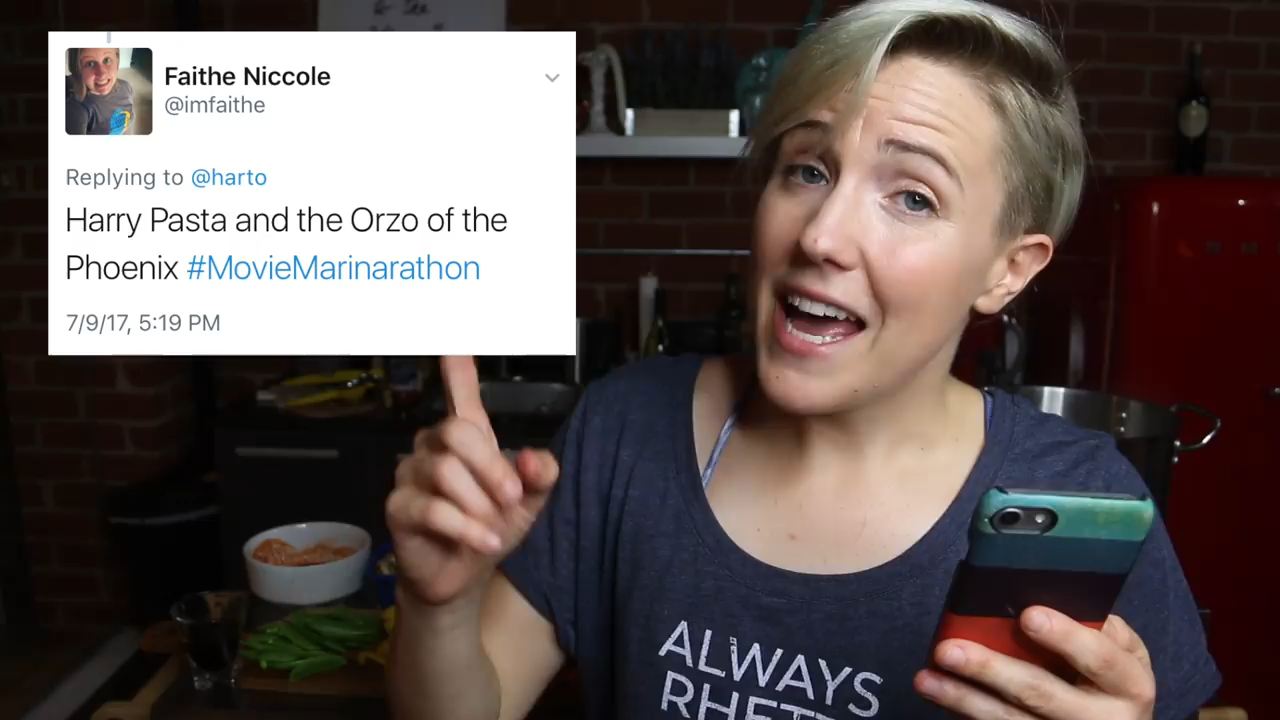 Faithe Niccole
@imfaithe
Replying to @harto
Harry Pasta and the Orzo of the
Phoenix #MovieMarinarathon
7/9/17, 5:19 PM
ALWAYS